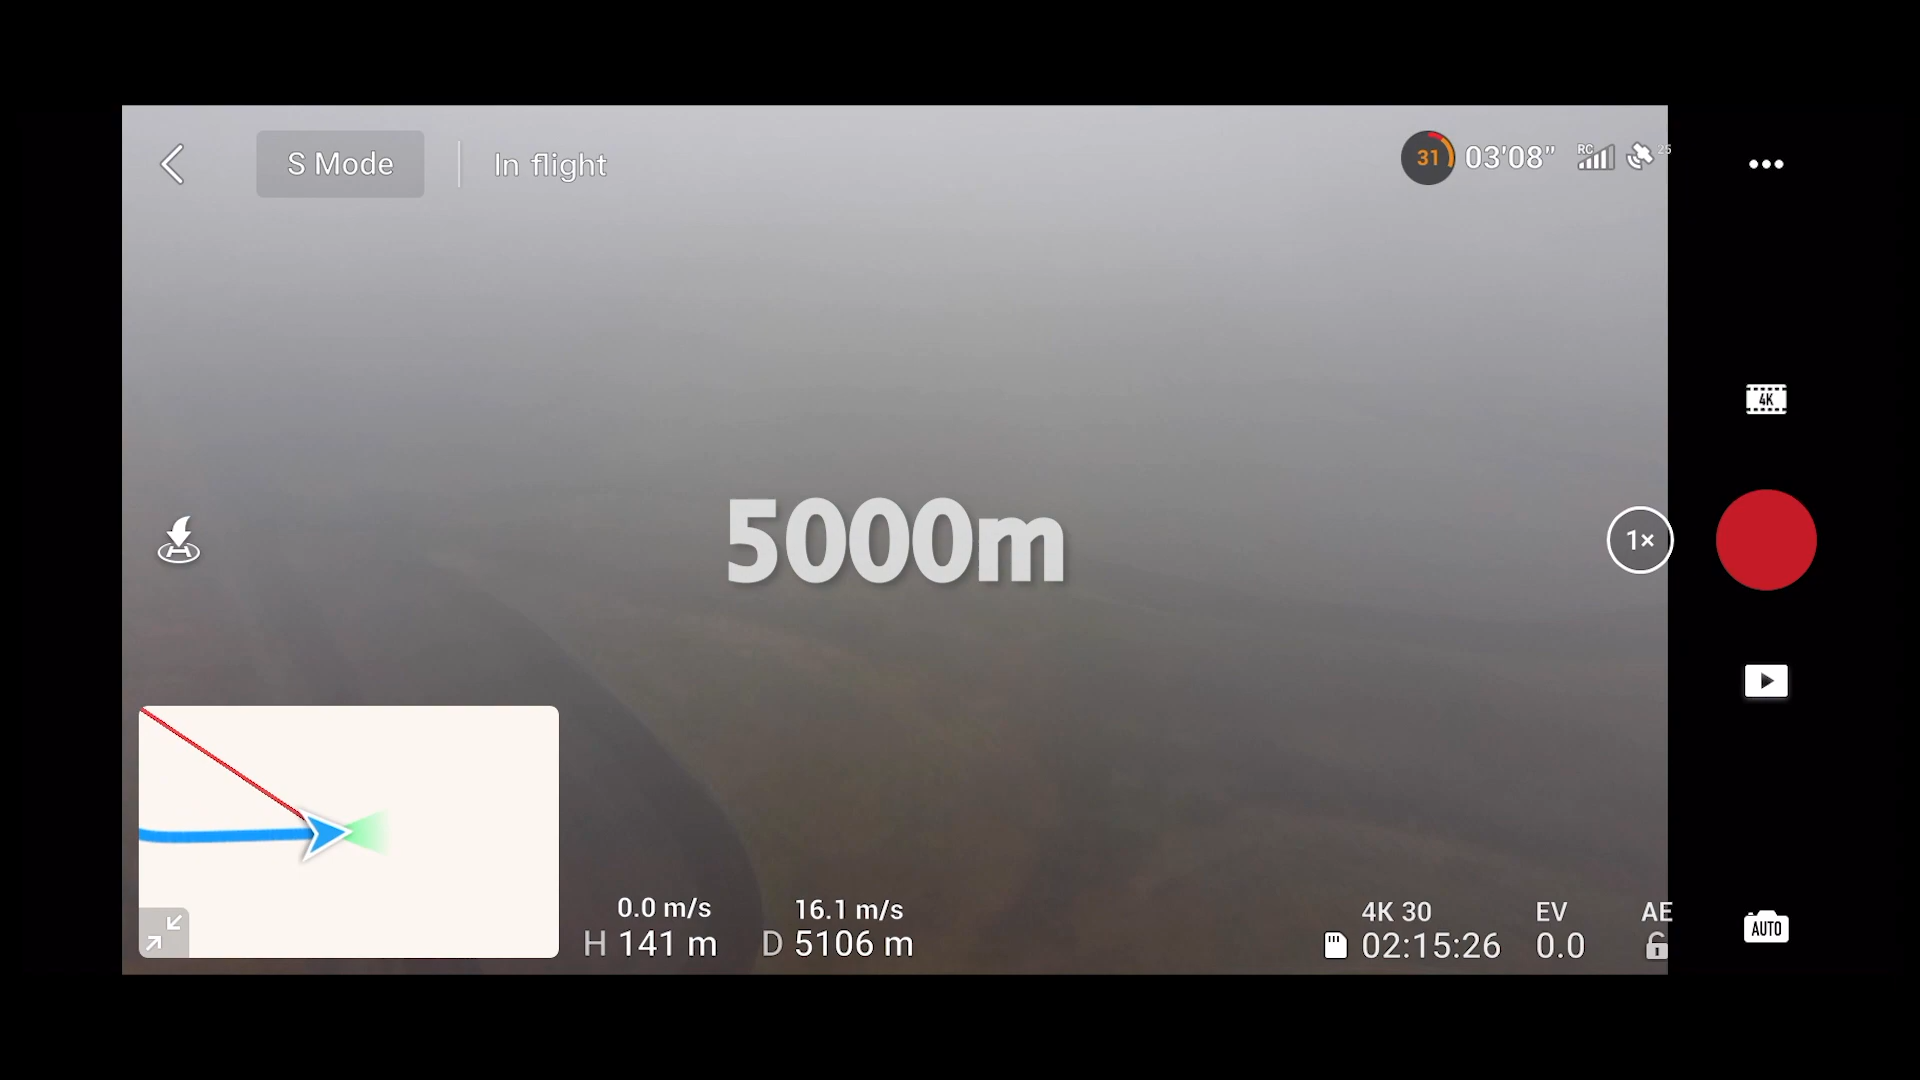 S Mode
In flight
31
03'08"
RC
25
4K
5000m
1×
0.0 m/s
16.1 m/s
H 141 m
D 5106 m
4K 30
02:15:26
EV
0.0
AE
AUTO